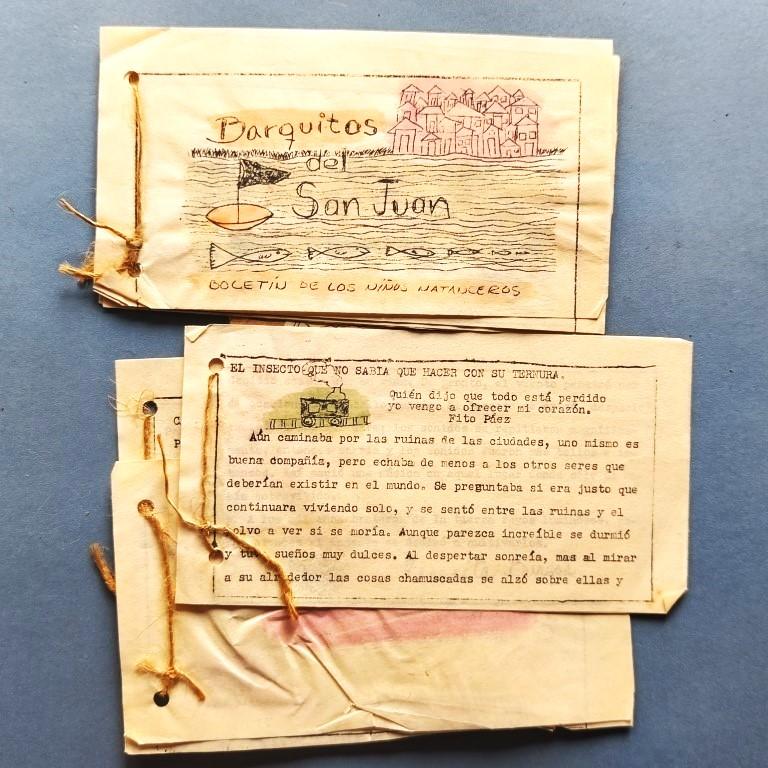 Barquitos
del
San Juan
BOLETÍN DE LOS NIÑOS MATANCEROS
EL INSECTO QUE NO SABIA QUE HACER CON SU TERNURA.
Quién dijo que todo está perdido
yo vengo a ofrecer mi corazón.
Fito Páez
Aún caminaba por las ruinas de las ciudades, uno mismo es
buena compañía, pero echaba de menos a los otros seres que
deberían existir en el mundo. Se preguntaba si era justo que
continuara viviendo solo, y se sentó entre las ruinas y el
polvo a ver si se moría. Aunque parezca increíble se durmió
y sueños muy dulces. Al despertar sonreía, mas al mirar
a su alrededor las cosas chamuscadas se alzó sobre ellas y